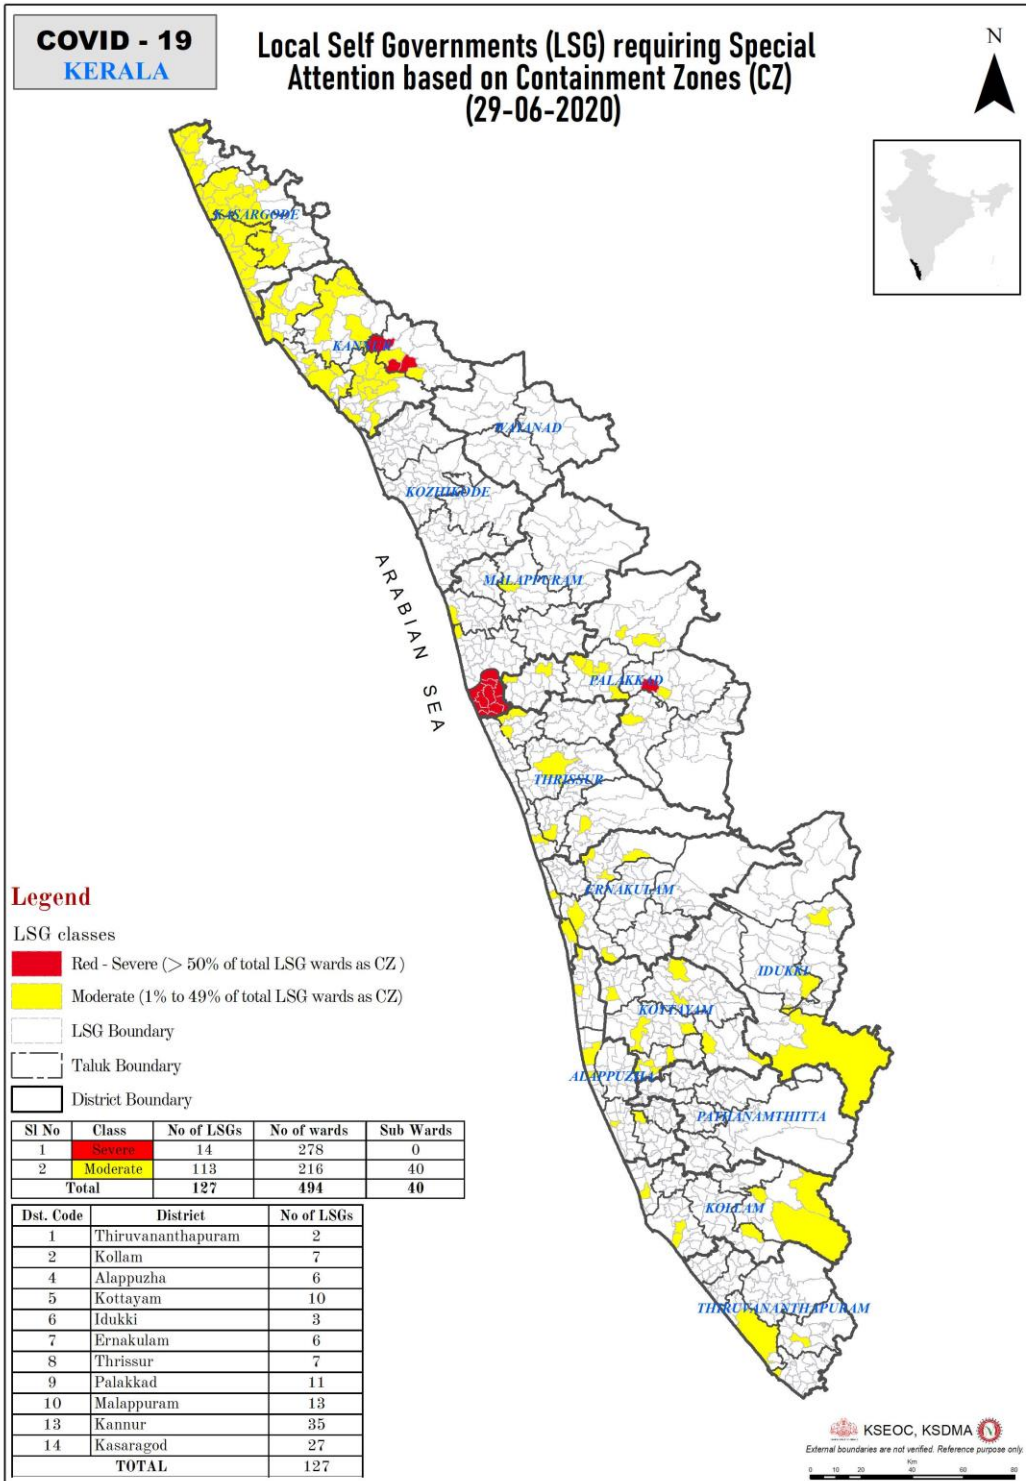 COVID - 19
KERALA
Local Self Governments (LSG) requiring Special
Attention based on Containment Zones (CZ)
(29-06-2020)
N
KASARGODE
KANNUR
WAYANAD
KOZHIKODE
ARABIAN SEA
MALAPPURAM
PALAKKAD
THRISSUR
ERNAKULAM
IDUKKI
KOTTAYAM
ALAPPUZHA
PATHANAMTHITTA
KOLLAM
THIRUVANANTHAPURAM
Legend
LSG classes
Red - Severe (> 50% of total LSG wards as CZ )
Moderate (1% to 49% of total LSG wards as CZ)
LSG Boundary
Taluk Boundary
District Boundary
Sl No Class No of LSGs No of wards Sub Wards
1 Severe 14 278 0
2 Moderate 113 216 40
Total 127 494 40
Dst. Code District No of LSGs
1 Thiruvananthapuram 2
2 Kollam 7
4 Alappuzha 6
5 Kottayam 10
6 Idukki 3
7 Ernakulam 6
8 Thrissur 7
9 Palakkad 11
10 Malappuram 13
13 Kannur 35
14 Kasaragod 27
TOTAL 127
KSEOC, KSDMA
External boundaries are not verified. Reference purpose only.
Km
0 10 20 40 60 80